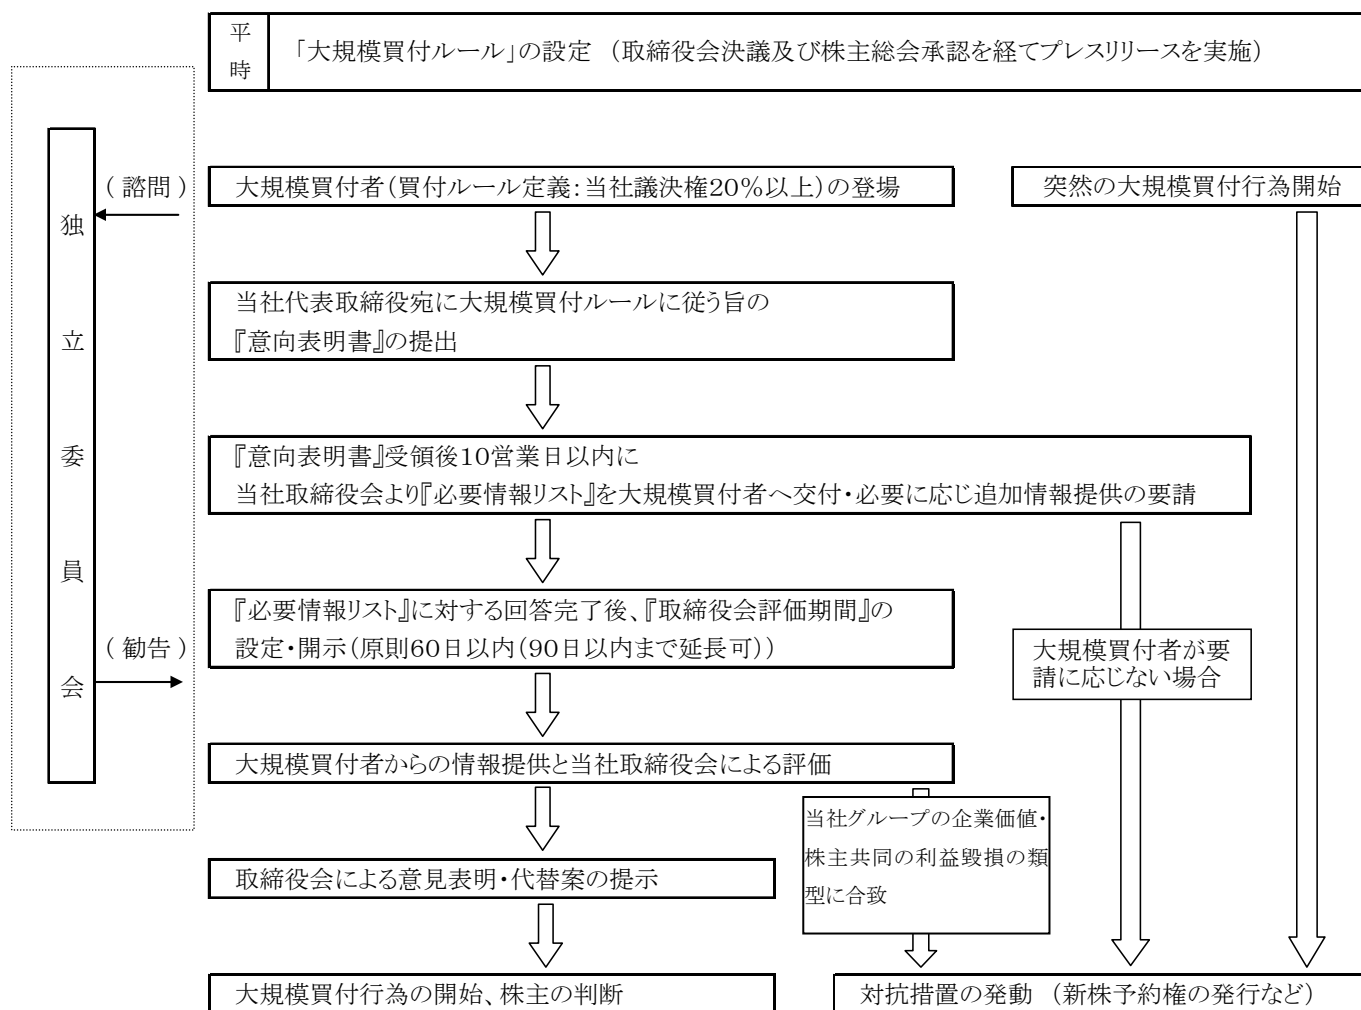 平時
「大規模買付ルール」の設定 （取締役会決議及び株主総会承認を経てプレスリリースを実施）
独立委員会
（ 諮問 ）
（ 勧告 ）
大規模買付者（買付ルール定義：当社議決権20％以上）の登場
突然の大規模買付行為開始
当社代表取締役宛に大規模買付ルールに従う旨の
『意向表明書』の提出
『意向表明書』受領後10営業日以内に
当社取締役会より『必要情報リスト』を大規模買付者へ交付・必要に応じ追加情報提供の要請
『必要情報リスト』に対する回答完了後、『取締役会評価期間』の
設定・開示（原則60日以内（90日以内まで延長可））
大規模買付者が要
請に応じない場合
大規模買付者からの情報提供と当社取締役会による評価
当社グループの企業価値・
株主共同の利益毀損の類
型に合致
取締役会による意見表明・代替案の提示
大規模買付行為の開始、株主の判断
対抗措置の発動 （新株予約権の発行など）